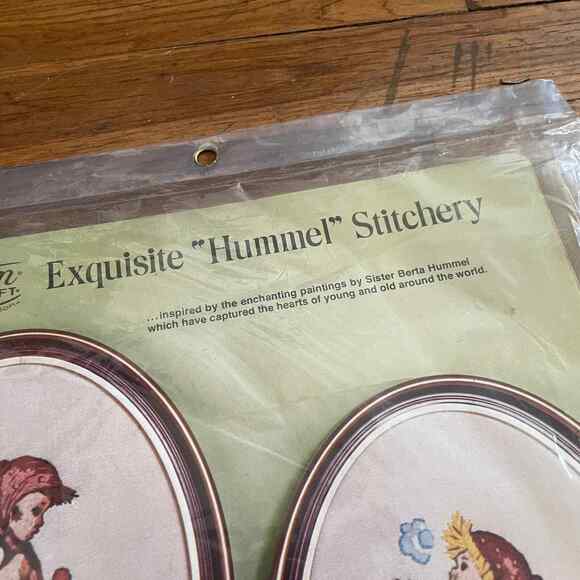 Exquisite “Hummel” Stitchery
...inspired by the enchanting paintings by Sister Berta Hummel
which have captured the hearts of young and old around the world.